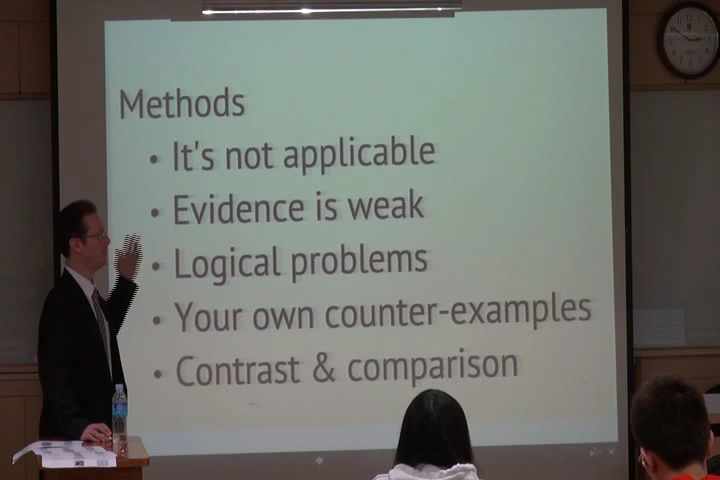 Methods
• It's not applicable
• Evidence is weak
• Logical problems
• Your own counter-examples
• Contrast & comparison